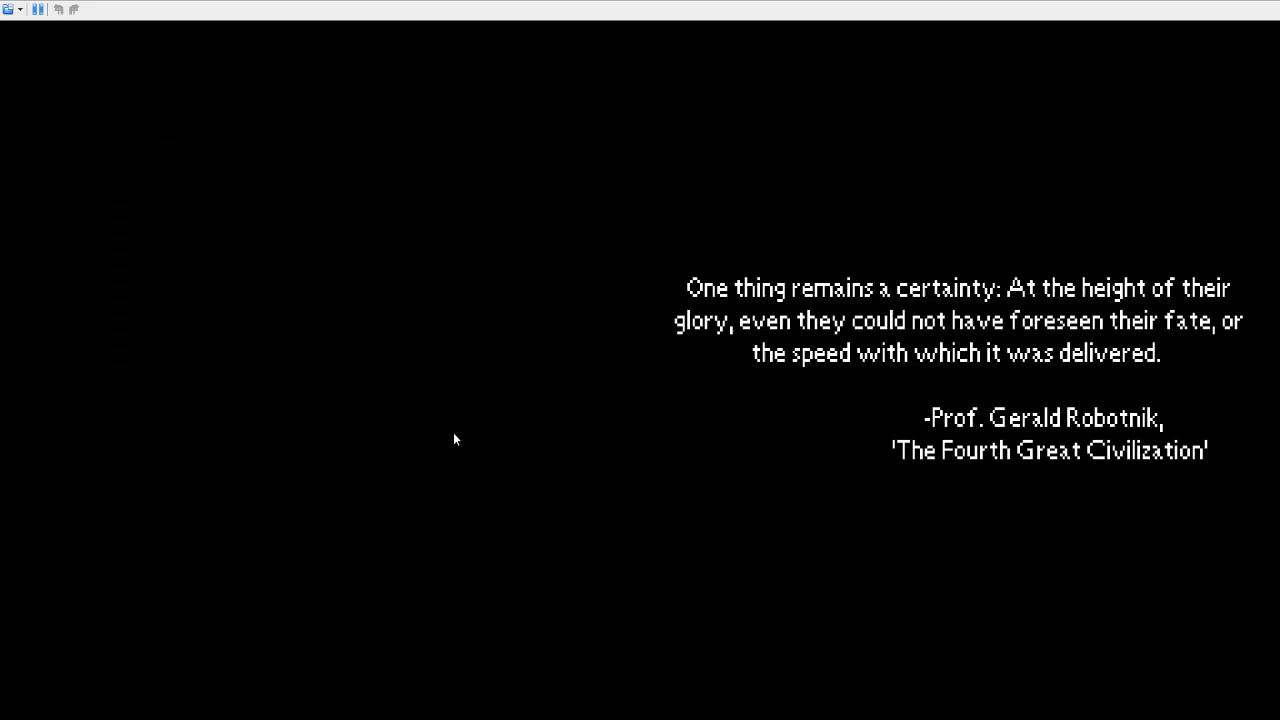 One thing remains a certainty: At the height of their
glory, even they could not have foreseen their fate, or
the speed with which it was delivered.
-Prof. Gerald Robotnik,
'The Fourth Great Civilization'